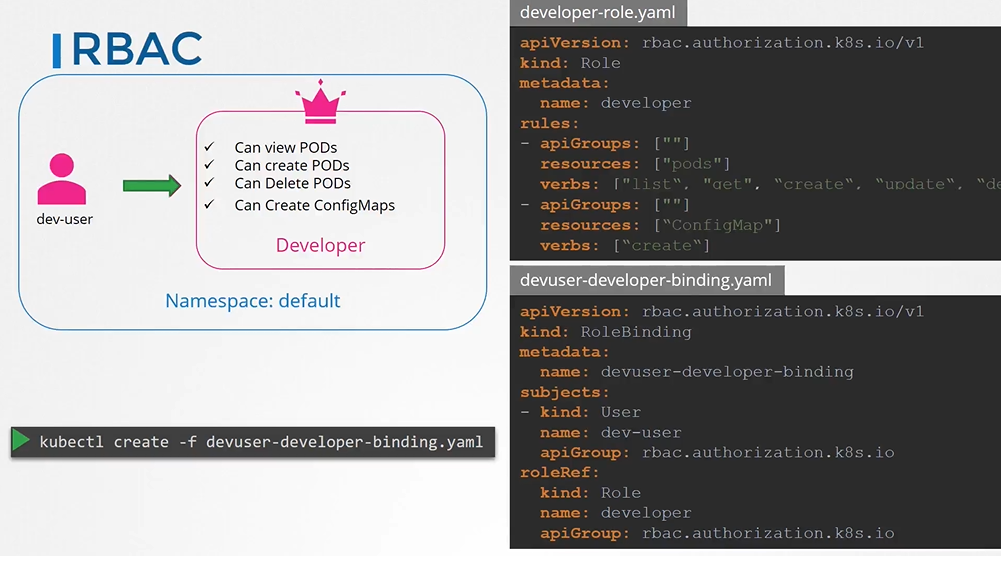 RBAC
Can view PODs
Can create PODs
Can Delete PODs
Can Create ConfigMaps
Developer
dev-user
Namespace: default
kubectl create -f devuser-developer-binding.yaml
developer-role.yaml
apiVersion: rbac.authorization.k8s.io/v1
kind: Role
metadata:
  name: developer
rules:
- apiGroups: [""]
  resources: ["pods"]
  verbs: ["list“, "get", “create“, “update“, “de
- apiGroups: [""]
  resources: [“ConfigMap"]
  verbs: [“create“]
devuser-developer-binding.yaml
apiVersion: rbac.authorization.k8s.io/v1
kind: RoleBinding
metadata:
  name: devuser-developer-binding
subjects:
- kind: User
  name: dev-user
  apiGroup: rbac.authorization.k8s.io
roleRef:
  kind: Role
  name: developer
  apiGroup: rbac.authorization.k8s.io